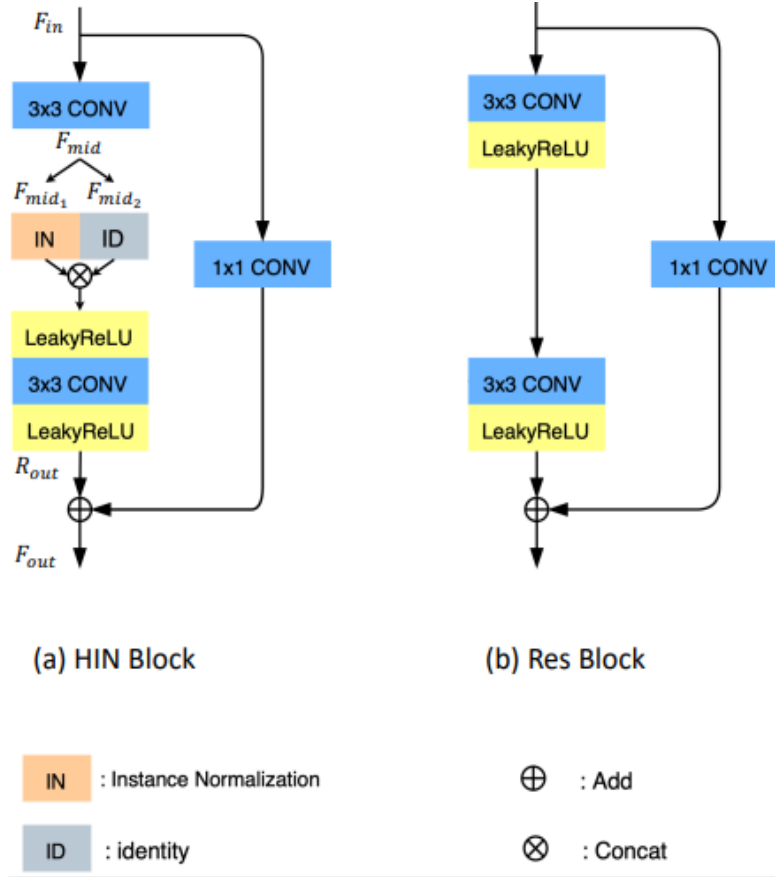 F_in
3x3 CONV
F_mid
F_mid_1 F_mid_2
IN ID
LeakyReLU
3x3 CONV
LeakyReLU
R_out
F_out
1x1 CONV
(a) HIN Block
3x3 CONV
LeakyReLU
1x1 CONV
3x3 CONV
LeakyReLU
(b) Res Block
IN : Instance Normalization
⊕ : Add
ID : identity
⊗ : Concat